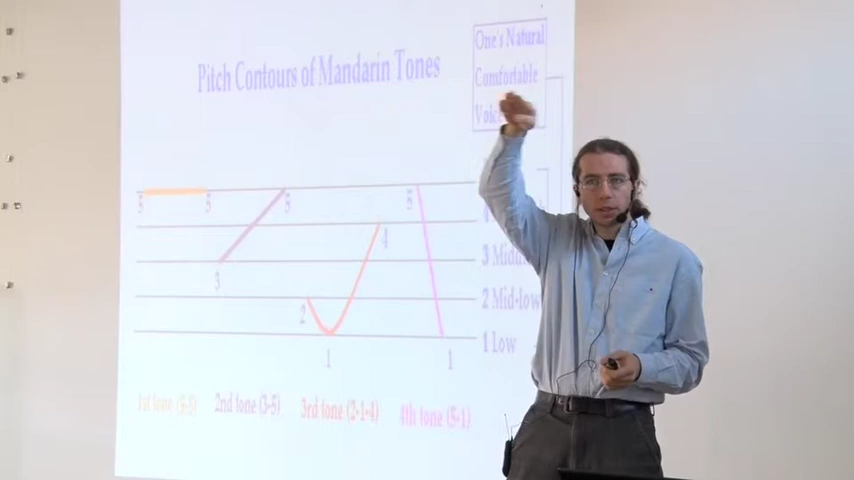 Pitch Contours of Mandarin Tones
One's Natural
Comfortable
5 5 5 5
4
3
2
1 1
3
2 Mid-low
1 Low
1st tone (5-5) 2nd tone (3-5) 3rd tone (2-1-4) 4th tone (5-1)